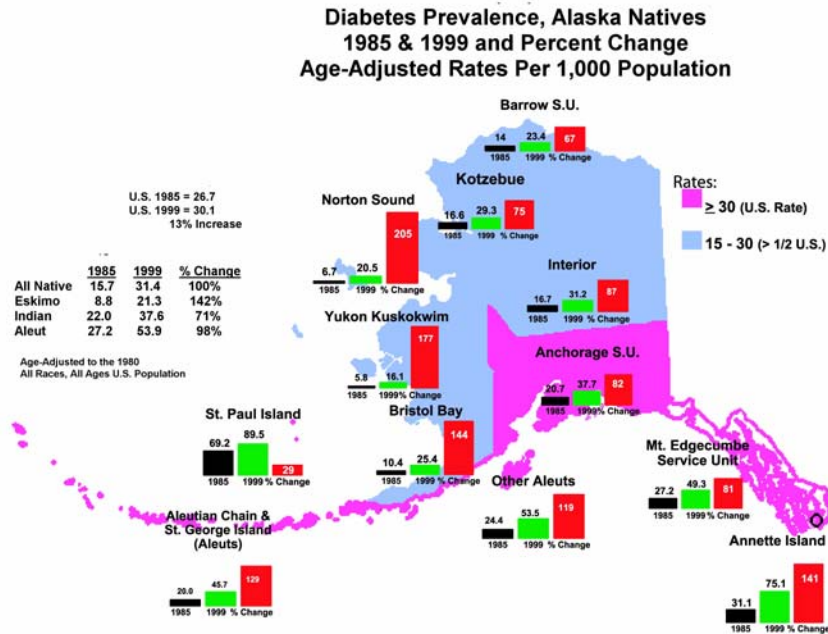 Diabetes Prevalence, Alaska Natives
1985 & 1999 and Percent Change
Age-Adjusted Rates Per 1,000 Population
Barrow S.U.
14 23.4 67
1985 1999 % Change
U.S. 1985 = 26.7
U.S. 1999 = 30.1
13% Increase
Kotzebue
16.6 29.3 75
1985 1999 % Change
Rates:
≥ 30 (U.S. Rate)
15 - 30 (> 1/2 U.S.)
Norton Sound
6.7 20.5 205
1985 1999 % Change
1985 1999 % Change
All Native 15.7 31.4 100%
Eskimo 8.8 21.3 142%
Indian 22.0 37.6 71%
Aleut 27.2 53.9 98%
Age-Adjusted to the 1980
All Races, All Ages U.S. Population
Interior
16.7 31.2 87
1985 1999 % Change
Yukon Kuskokwim
5.8 16.1 177
1985 1999% Change
Anchorage S.U.
20.7 37.7 82
1985 1999% Change
St. Paul Island
69.2 89.5 29
1985 1999 % Change
Bristol Bay
10.4 25.4 144
1985 1999 % Change
Other Aleuts
24.4 53.5 119
1985 1999 % Change
Mt. Edgecumbe
Service Unit
27.2 49.3 81
1985 1999 % Change
Aleutian Chain &
St. George Island
(Aleuts)
20.0 45.7 129
1985 1999 % Change
Annette Island
31.1 75.1 141
1985 1999 % Change